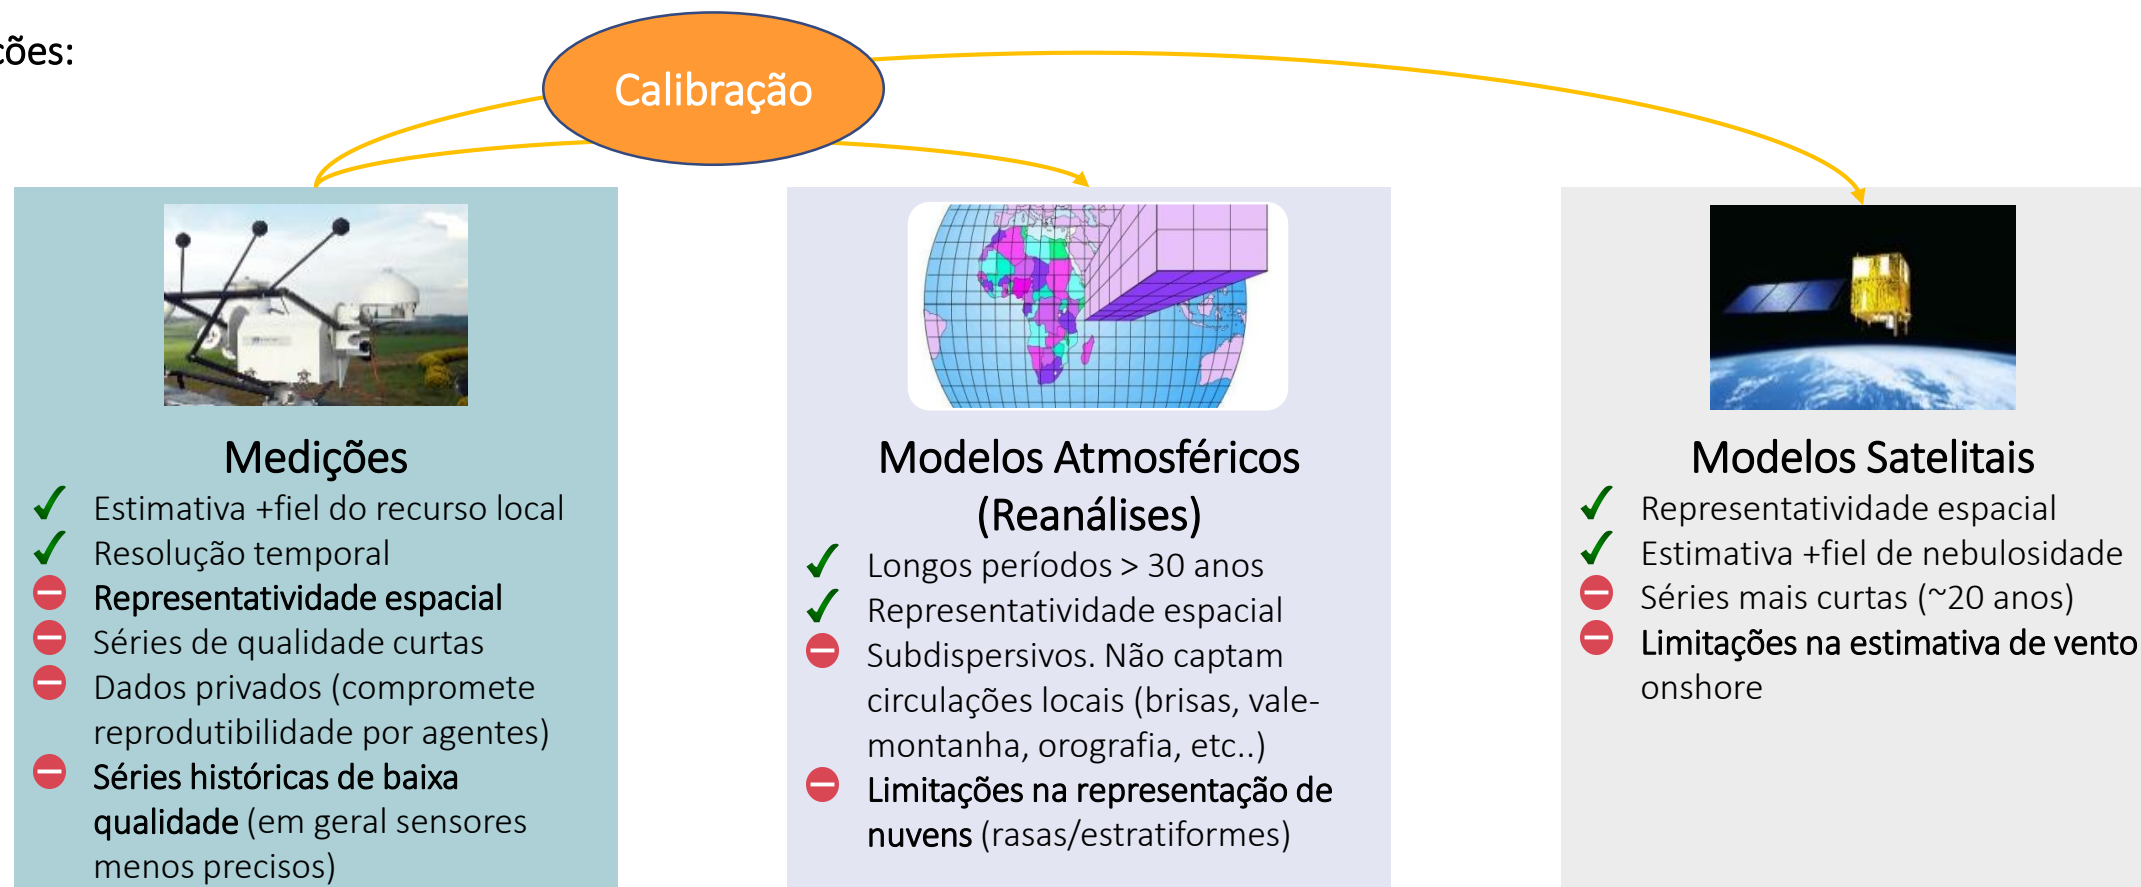 ções:
Calibração
Medições
Estimativa +fiel do recurso local
Resolução temporal
Representatividade espacial
Séries de qualidade curtas
Dados privados (compromete
reprodutibilidade por agentes)
Séries históricas de baixa
qualidade (em geral sensores
menos precisos)
Modelos Atmosféricos
(Reanálises)
Longos períodos > 30 anos
Representatividade espacial
Subdispersivos. Não captam
circulações locais (brisas, vale-
montanha, orografia, etc..)
Limitações na representação de
nuvens (rasas/estratiformes)
Modelos Satelitais
Representatividade espacial
Estimativa +fiel de nebulosidade
Séries mais curtas (~20 anos)
Limitações na estimativa de vento
onshore